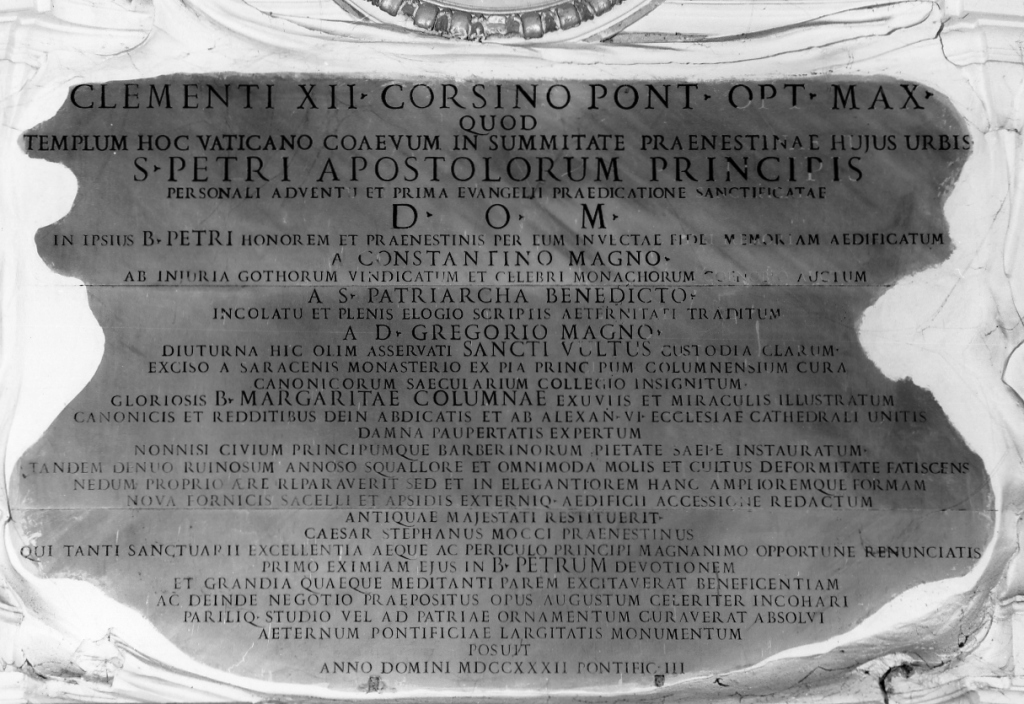 CLEMENTI XII· CORSINO PONT· OPT· MAX·
QUOD
TEMPLUM HOC VATICANO COAEVUM IN SUMMITATE PRAENESTINAE HUJUS URBIS
S·PETRI APOSTOLORUM PRINCIPIS
PERSONALI ADVENTU ET PRIMA EVANGELII PRAEDICATIONE SANCTIFICATAE
D· O· M·
IN IPSIUS B·PETRI HONOREM ET PRAENESTINIS PER EUM INVECTAE FIDEI MEMORIAM AEDIFICATUM
A CONSTANTINO MAGNO·
AB INIURIA GOTHORUM VINDICATUM ET CELEBRI MONACHORUM AUCTUM
A S· PATRIARCHA BENEDICTO·
INCOLATU ET PLENIS ELOGIO SCRIPTIS AETERNITATI TRADITUM
A D· GREGORIO MAGNO·
DIUTURNA HIC OLIM ASSERVATI SANCTI VULTUS CUSTODIA CLARUM·
EXCISO A SARACENIS MONASTERIO EX PIA PRINCIPUM COLUMNENSIUM CURA
CANONICORUM SAECULARIUM COLLEGIO INSIGNITUM·
GLORIOSIS B·MARGARITAE COLUMNAE EXUVIIS ET MIRACULIS ILLUSTRATUM
CANONICIS ET REDDITIBUS DEIN ABDICATIS ET AB ALEXAN·VI·ECCLESIAE CATHEDRALI UNITIS
DAMNA PAUPERTATIS EXPERTUM
NONNISI CIVIUM PRINCIPUMQUE BARBERINORUM PIETATE SAEPE INSTAURATUM·
TANDEM DENUO RUINOSUM ANNOSO SQUALLORE ET OMNIMODA MOLIS ET CULTUS DEFORMITATE FATISCENS
NEDUM PROPRIO ÆRE REPARAVERIT SED ET IN ELEGANTIOREM HANC AMPLIOREMQUE FORMAM
NOVA FORNICIS SACELLI ET APSIDIS EXTERNIQ·AEDIFICII ACCESSIONE REDACTUM
ANTIQUAE MAJESTATI RESTITUERIT·
CAESAR STEPHANUS MOCCI PRAENESTINUS
QUI TANTI SANCTUARII EXCELLENTIA AEQUE AC PERICULO PRINCIPI MAGNANIMO OPPORTUNE RENUNCIATIS
PRIMO EXIMIAM EJUS IN B·PETRUM DEVOTIONEM
ET GRANDIA QUAEQUE MEDITANTI PAREM EXCITAVERAT BENEFICENTIAM
AC DEINDE NEGOTIO PRAEPOSITUS OPUS AUGUSTUM CELERITER INCOHARI
PARILIQ·STUDIO VEL AD PATRIAE ORNAMENTUM CURAVERAT ABSOLVI
AETERNUM PONTIFICIAE LARGITATIS MONUMENTUM
POSUIT
ANNO DOMINI MDCCXXXII PONTIFIC·III